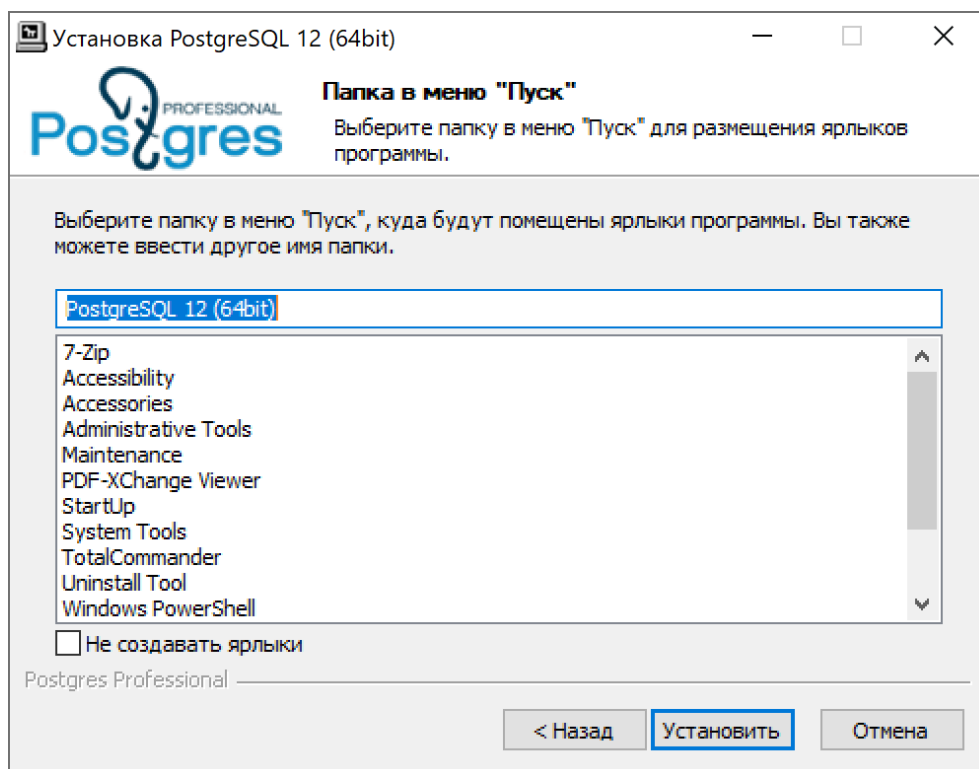 Установка PostgreSQL 12 (64bit)
PROFESSIONAL
Postgres
Папка в меню "Пуск"
Выберите папку в меню "Пуск" для размещения ярлыков
программы.
Выберите папку в меню "Пуск", куда будут помещены ярлыки программы. Вы также
можете ввести другое имя папки.
PostgreSQL 12 (64bit)
7-Zip
Accessibility
Accessories
Administrative Tools
Maintenance
PDF-XChange Viewer
StartUp
System Tools
TotalCommander
Uninstall Tool
Windows PowerShell
Не создавать ярлыки
Postgres Professional
< Назад
Установить
Отмена